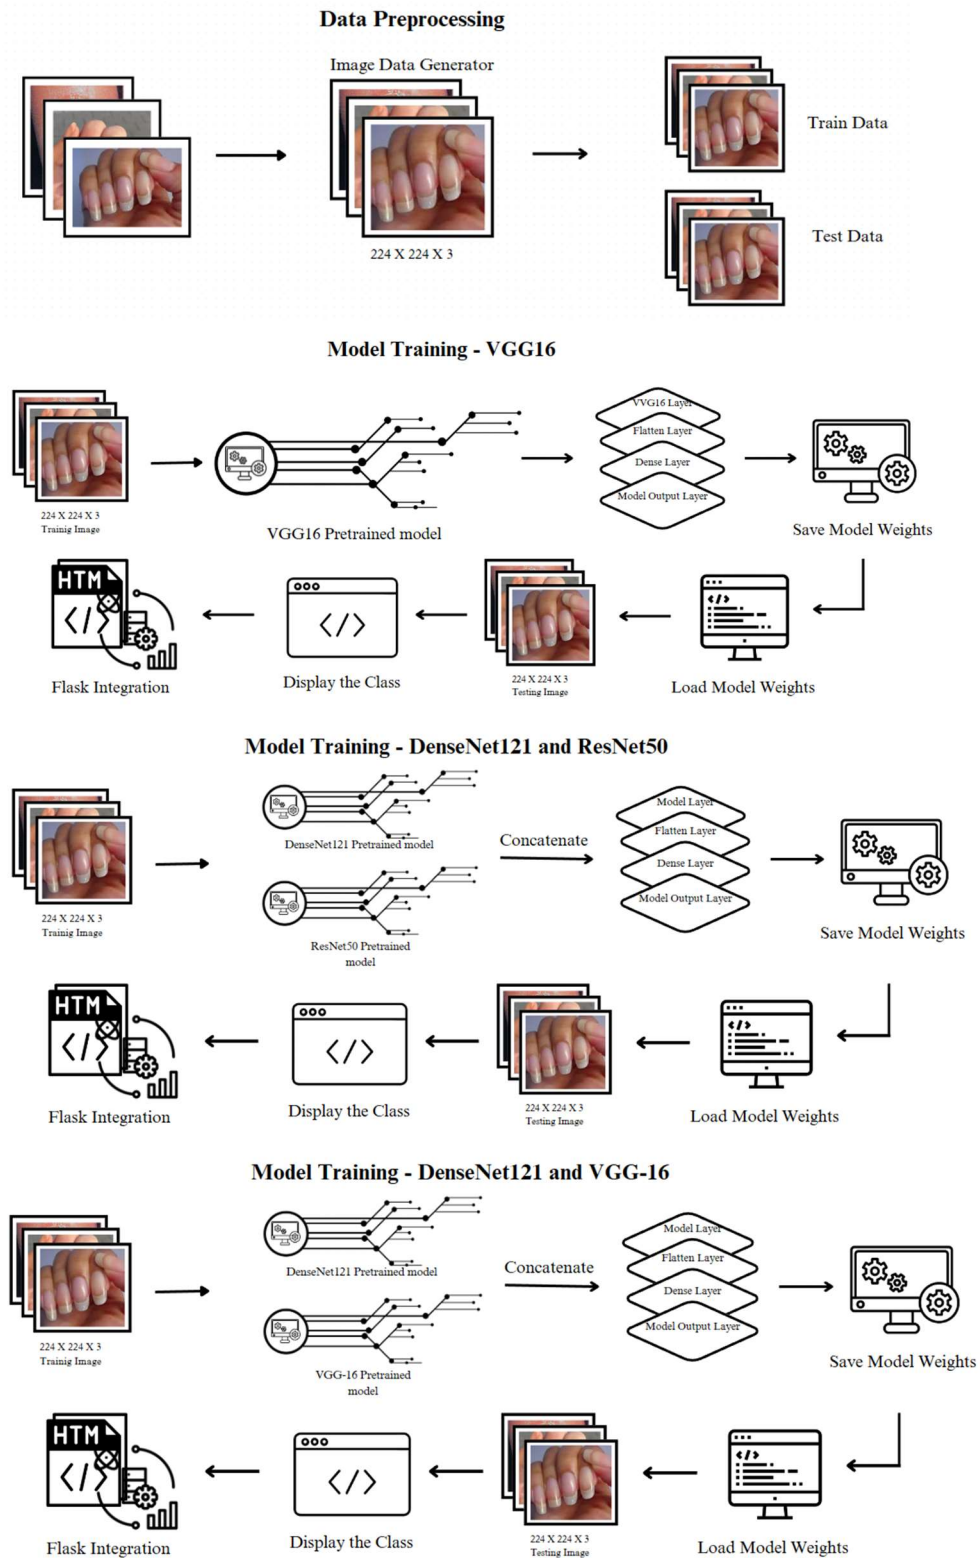 Data Preprocessing
Image Data Generator
Train Data
Test Data
224 X 224 X 3
Model Training - VGG16
VVG16 Layer
Flatten Layer
Dense Layer
Model Output Layer
224 X 224 X 3
Trainig Image
VGG16 Pretrained model
Save Model Weights
HTM
</>
</>
</>
224 X 224 X 3
Testing Image
Flask Integration
Display the Class
Load Model Weights
Model Training - DenseNet121 and ResNet50
DenseNet121 Pretrained model
Concatenate
Model Layer
Flatten Layer
Dense Layer
Model Output Layer
224 X 224 X 3
Trainig Image
ResNet50 Pretrained
model
Save Model Weights
HTM
</>
</>
</>
224 X 224 X 3
Testing Image
Flask Integration
Display the Class
Load Model Weights
Model Training - DenseNet121 and VGG-16
DenseNet121 Pretrained model
Concatenate
Model Layer
Flatten Layer
Dense Layer
Model Output Layer
224 X 224 X 3
Trainig Image
VGG-16 Pretrained
model
Save Model Weights
HTM
</>
</>
</>
224 X 224 X 3
Testing Image
Flask Integration
Display the Class
Load Model Weights